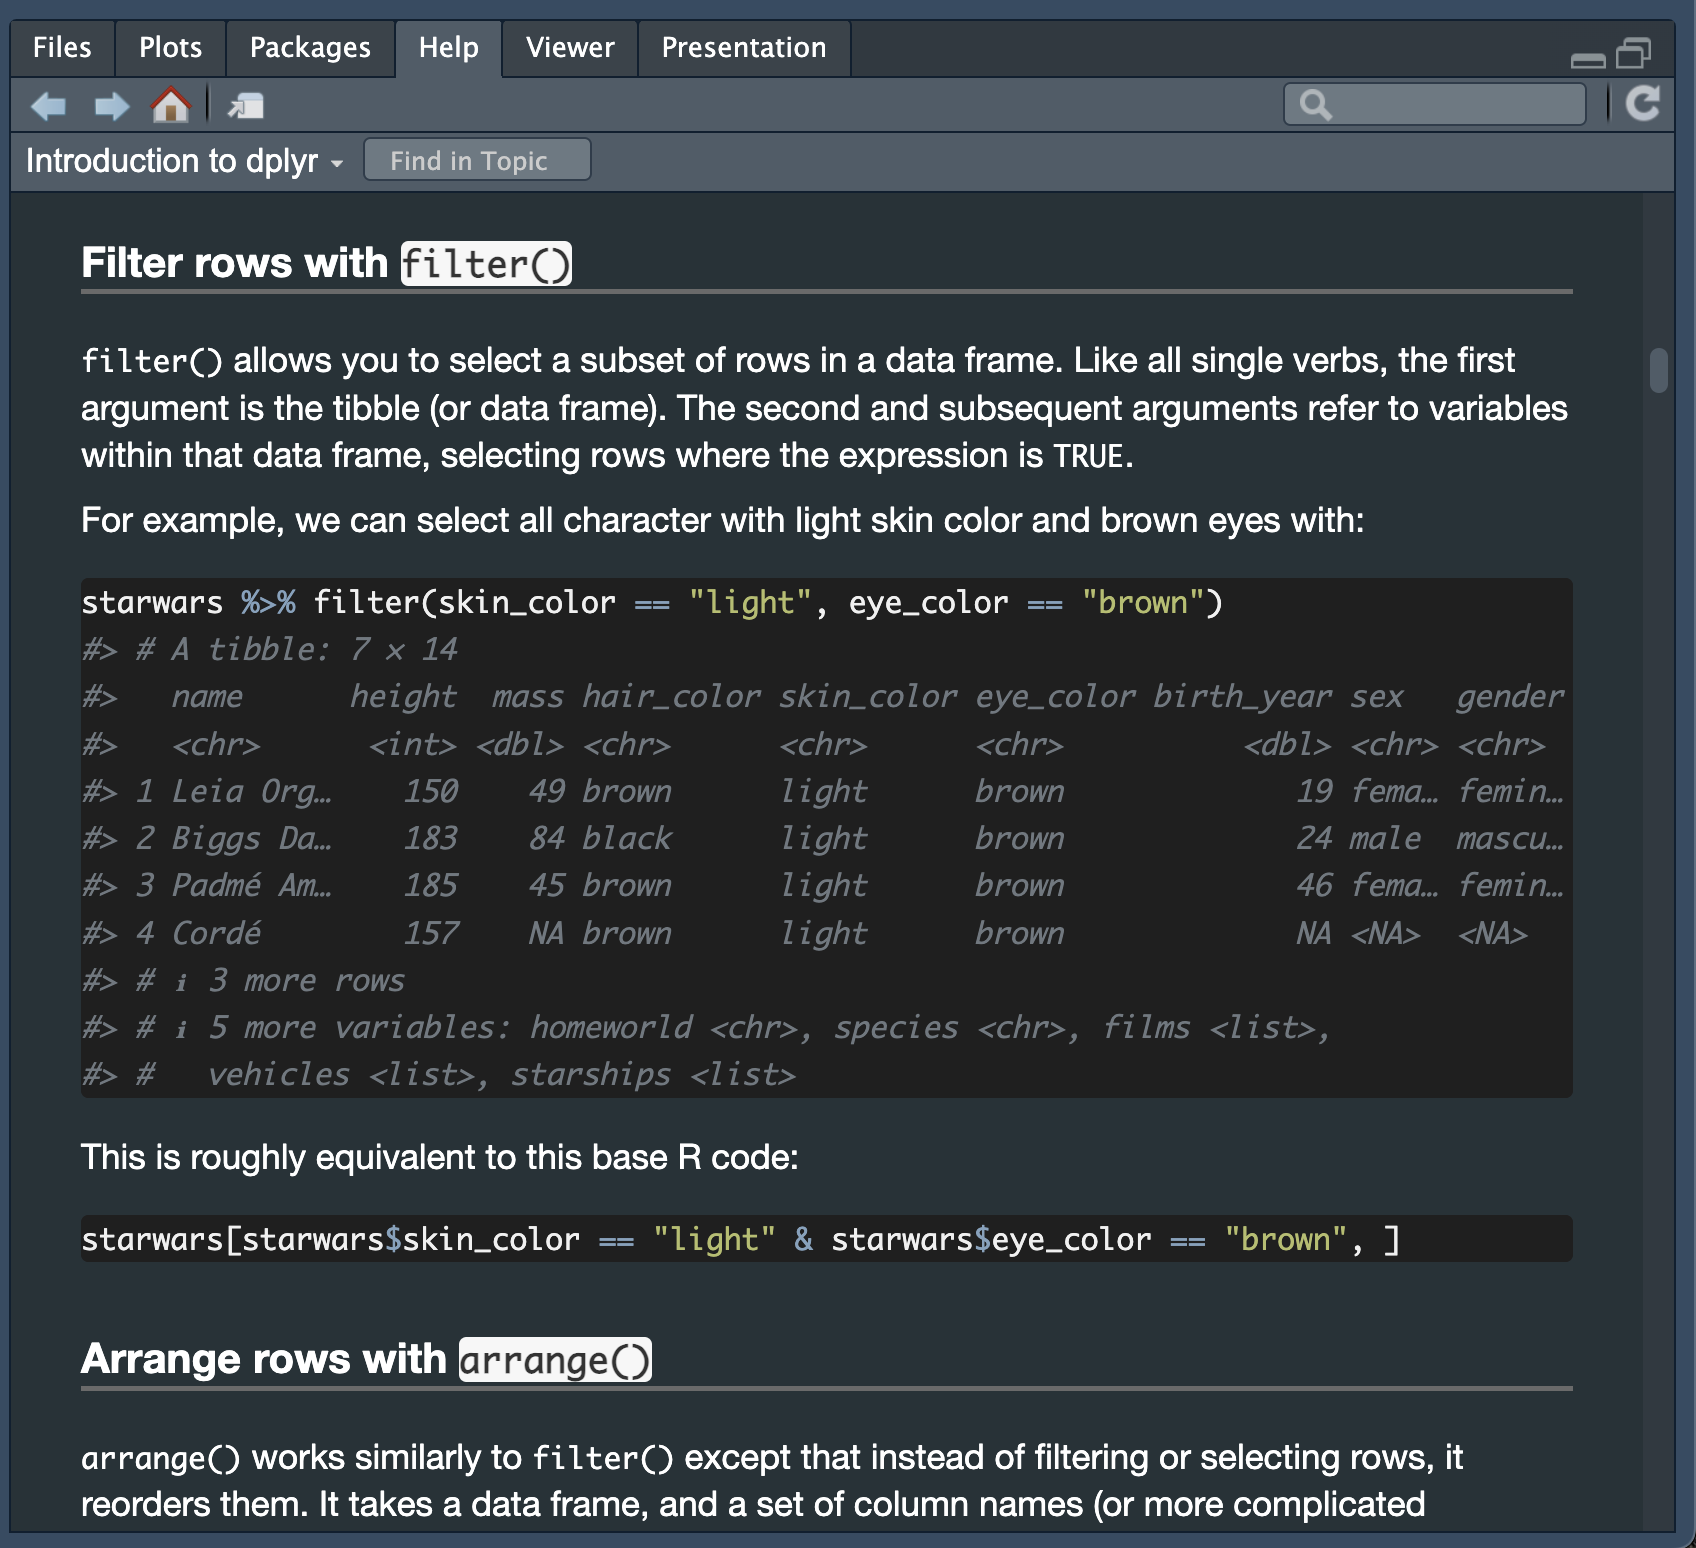 Files Plots Packages Help Viewer Presentation
Introduction to dplyr Find in Topic
Filter rows with filter()
filter() allows you to select a subset of rows in a data frame. Like all single verbs, the first
argument is the tibble (or data frame). The second and subsequent arguments refer to variables
within that data frame, selecting rows where the expression is TRUE.
For example, we can select all character with light skin color and brown eyes with:
starwars %>% filter(skin_color == "light", eye_color == "brown")
#> # A tibble: 7 × 14
#>   name      height  mass hair_color skin_color eye_color birth_year sex   gender
#>   <chr>      <int> <dbl> <chr>      <chr>      <chr>          <dbl> <chr> <chr>
#> 1 Leia Org…    150    49 brown      light      brown             19 fema… femin…
#> 2 Biggs Da…    183    84 black      light      brown             24 male  mascu…
#> 3 Padmé Am…    185    45 brown      light      brown             46 fema… femin…
#> 4 Cordé        157    NA brown      light      brown             NA <NA>  <NA>
#> # ℹ 3 more rows
#> # ℹ 5 more variables: homeworld <chr>, species <chr>, films <list>,
#> #   vehicles <list>, starships <list>
This is roughly equivalent to this base R code:
starwars[starwars$skin_color == "light" & starwars$eye_color == "brown", ]
Arrange rows with arrange()
arrange() works similarly to filter() except that instead of filtering or selecting rows, it
reorders them. It takes a data frame, and a set of column names (or more complicated